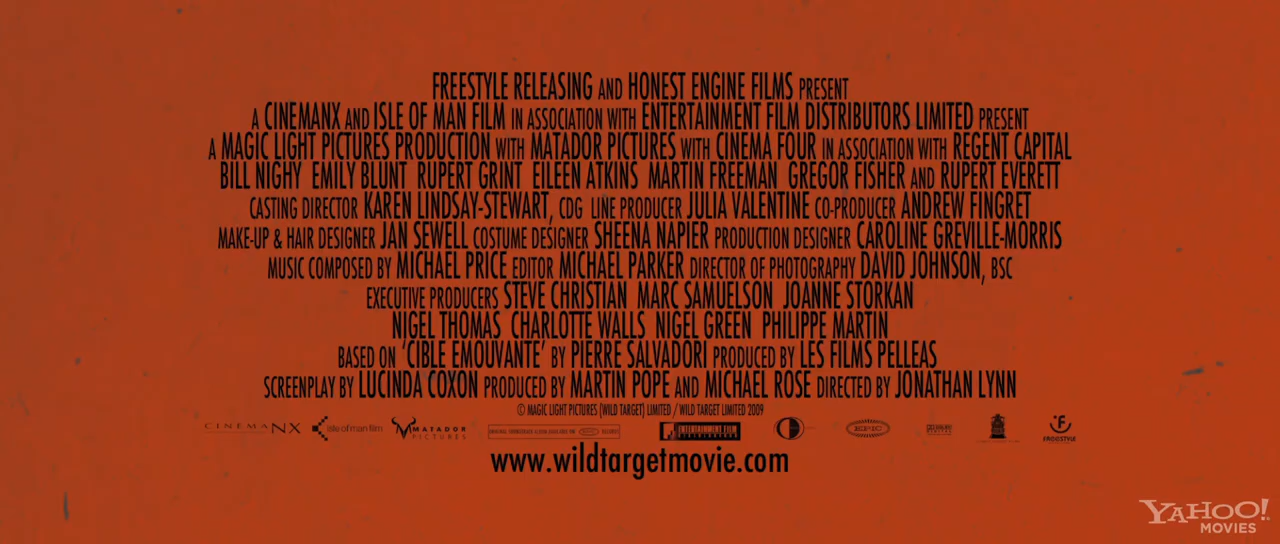 FREESTYLE RELEASING AND HONEST ENGINE FILMS PRESENT
A CINEMANX AND ISLE OF MAN FILM IN ASSOCIATION WITH ENTERTAINMENT FILM DISTRIBUTORS LIMITED PRESENT
A MAGIC LIGHT PICTURES PRODUCTION WITH MATADOR PICTURES WITH CINEMA FOUR IN ASSOCIATION WITH REGENT CAPITAL
BILL NIGHY EMILY BLUNT RUPERT GRINT EILEEN ATKINS MARTIN FREEMAN GREGOR FISHER AND RUPERT EVERETT
CASTING DIRECTOR KAREN LINDSAY-STEWART, CDG LINE PRODUCER JULIA VALENTINE CO-PRODUCER ANDREW FINGRET
MAKE-UP & HAIR DESIGNER JAN SEWELL COSTUME DESIGNER SHEENA NAPIER PRODUCTION DESIGNER CAROLINE GREVILLE-MORRIS
MUSIC COMPOSED BY MICHAEL PRICE EDITOR MICHAEL PARKER DIRECTOR OF PHOTOGRAPHY DAVID JOHNSON, BSC
EXECUTIVE PRODUCERS STEVE CHRISTIAN MARC SAMUELSON JOANNE STORKAN
NIGEL THOMAS CHARLOTTE WALLS NIGEL GREEN PHILIPPE MARTIN
BASED ON 'CIBLE EMOUVANTE' BY PIERRE SALVADORI PRODUCED BY LES FILMS PELLEAS
SCREENPLAY BY LUCINDA COXON PRODUCED BY MARTIN POPE AND MICHAEL ROSE DIRECTED BY JONATHAN LYNN
© MAGIC LIGHT PICTURES (WILD TARGET) LIMITED / WILD TARGET LIMITED 2009
CINEMANX isle of man film MATADOR PICTURES ENTERTAINMENT FILM DISTRIBUTORS FREESTYLE
www.wildtargetmovie.com
YAHOO! MOVIES